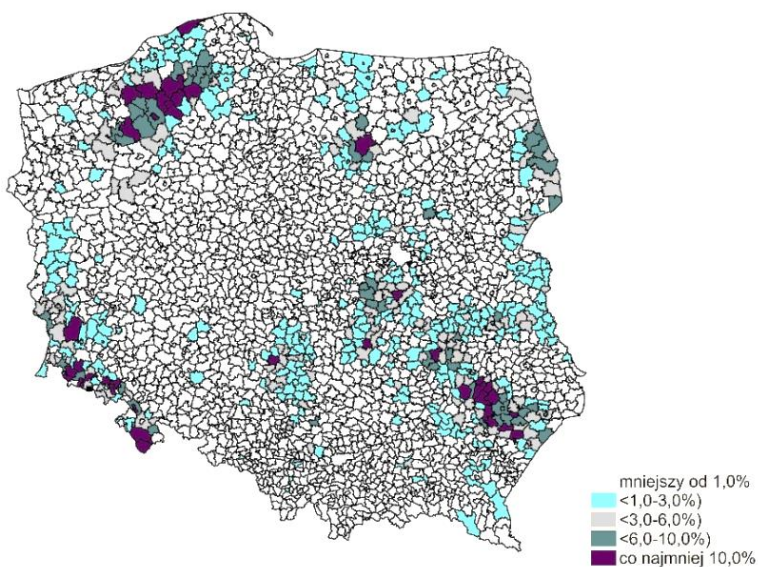 mniejszy od 1,0%
<1,0-3,0%)
<3,0-6,0%)
<6,0-10,0%)
co najmniej 10,0%